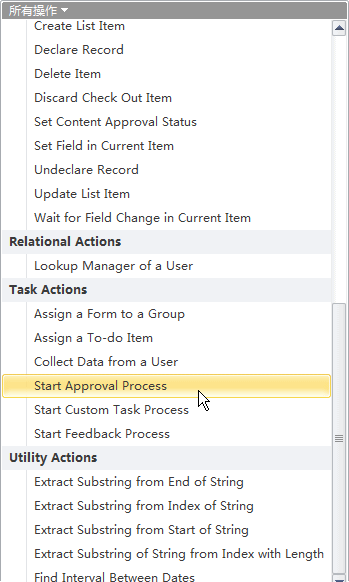 所有操作
Create List Item
Declare Record
Delete Item
Discard Check Out Item
Set Content Approval Status
Set Field in Current Item
Undeclare Record
Update List Item
Wait for Field Change in Current Item
Relational Actions
Lookup Manager of a User
Task Actions
Assign a Form to a Group
Assign a To-do Item
Collect Data from a User
Start Approval Process
Start Custom Task Process
Start Feedback Process
Utility Actions
Extract Substring from End of String
Extract Substring from Index of String
Extract Substring from Start of String
Extract Substring of String from Index with Length
Find Interval Between Dates